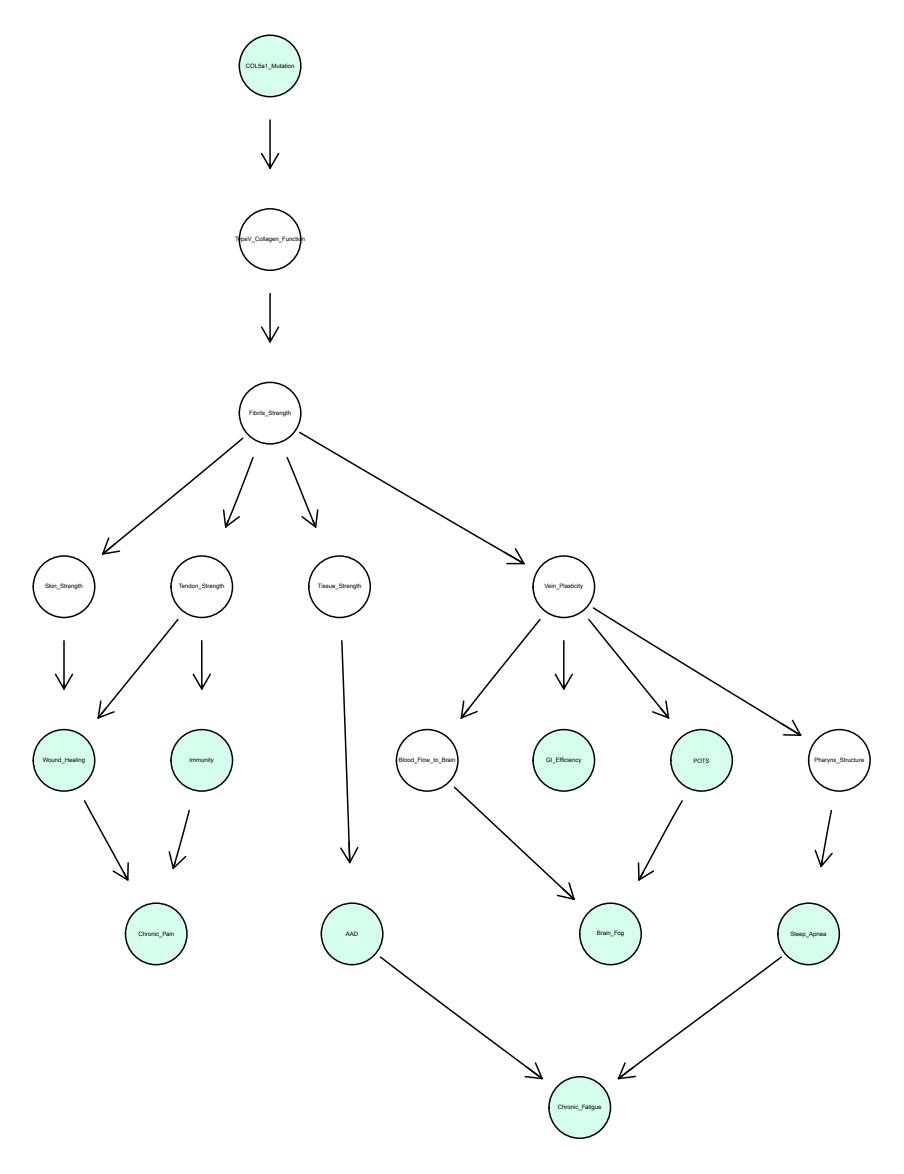 COL5a1_Mutation
TypeV_Collagen_Function
Fibrils_Strength
Skin_Strength
Tendon_Strength
Tissue_Strength
Vein_Plasticity
Wound_Healing
Immunity
Blood_Flow_to_Brain
GI_Efficiency
POTS
Pharynx_Structure
Chronic_Pain
AAD
Brain_Fog
Sleep_Apnea
Chronic_Fatigue